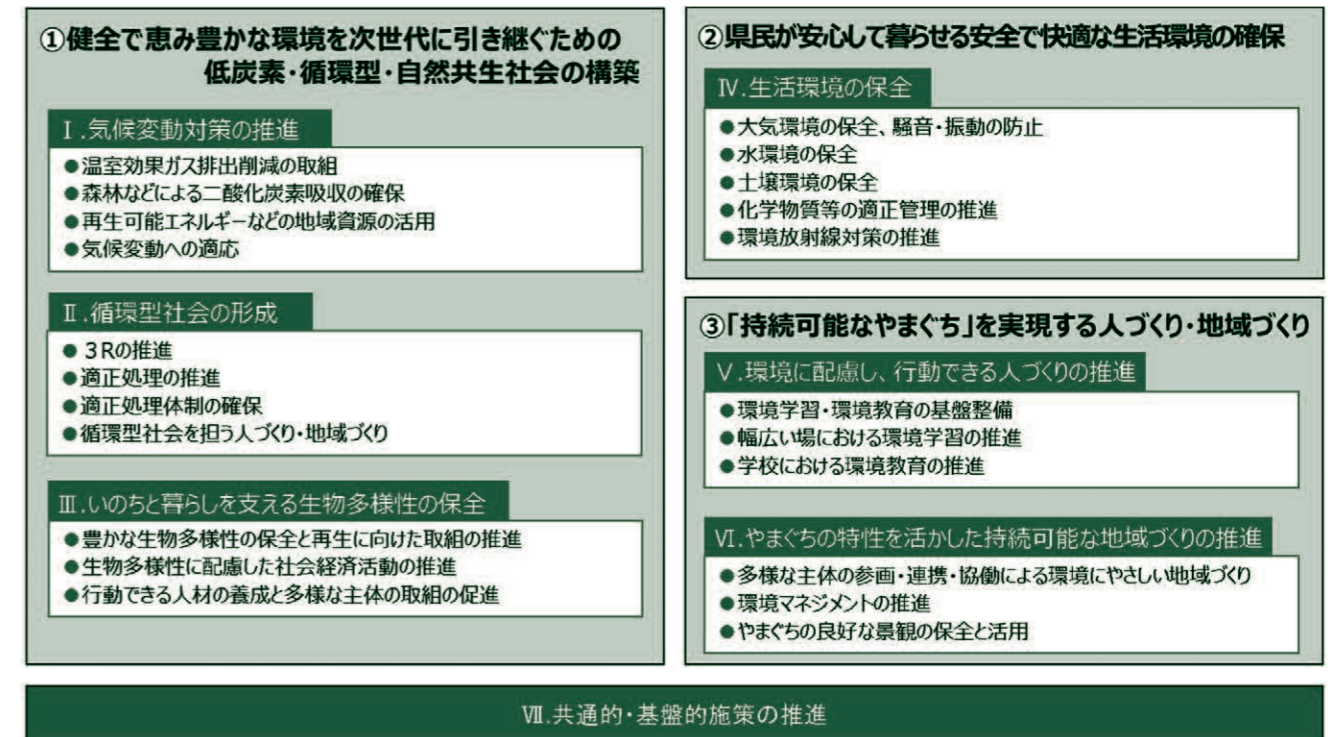 ①健全で恵み豊かな環境を次世代に引き継ぐための
低炭素・循環型・自然共生社会の構築
Ⅰ.気候変動対策の推進
●温室効果ガス排出削減の取組
●森林などによる二酸化炭素吸収の確保
●再生可能エネルギーなどの地域資源の活用
●気候変動への適応
Ⅱ.循環型社会の形成
●３Rの推進
●適正処理の推進
●適正処理体制の確保
●循環型社会を担う人づくり・地域づくり
Ⅲ.いのちと暮らしを支える生物多様性の保全
●豊かな生物多様性の保全と再生に向けた取組の推進
●生物多様性に配慮した社会経済活動の推進
●行動できる人材の養成と多様な主体の取組の促進
②県民が安心して暮らせる安全で快適な生活環境の確保
Ⅳ.生活環境の保全
●大気環境の保全、騒音・振動の防止
●水環境の保全
●土壌環境の保全
●化学物質等の適正管理の推進
●環境放射線対策の推進
③「持続可能なやまぐち」を実現する人づくり・地域づくり
Ⅴ.環境に配慮し、行動できる人づくりの推進
●環境学習・環境教育の基盤整備
●幅広い場における環境学習の推進
●学校における環境教育の推進
Ⅵ.やまぐちの特性を活かした持続可能な地域づくりの推進
●多様な主体の参画・連携・協働による環境にやさしい地域づくり
●環境マネジメントの推進
●やまぐちの良好な景観の保全と活用
Ⅶ.共通的・基盤的施策の推進